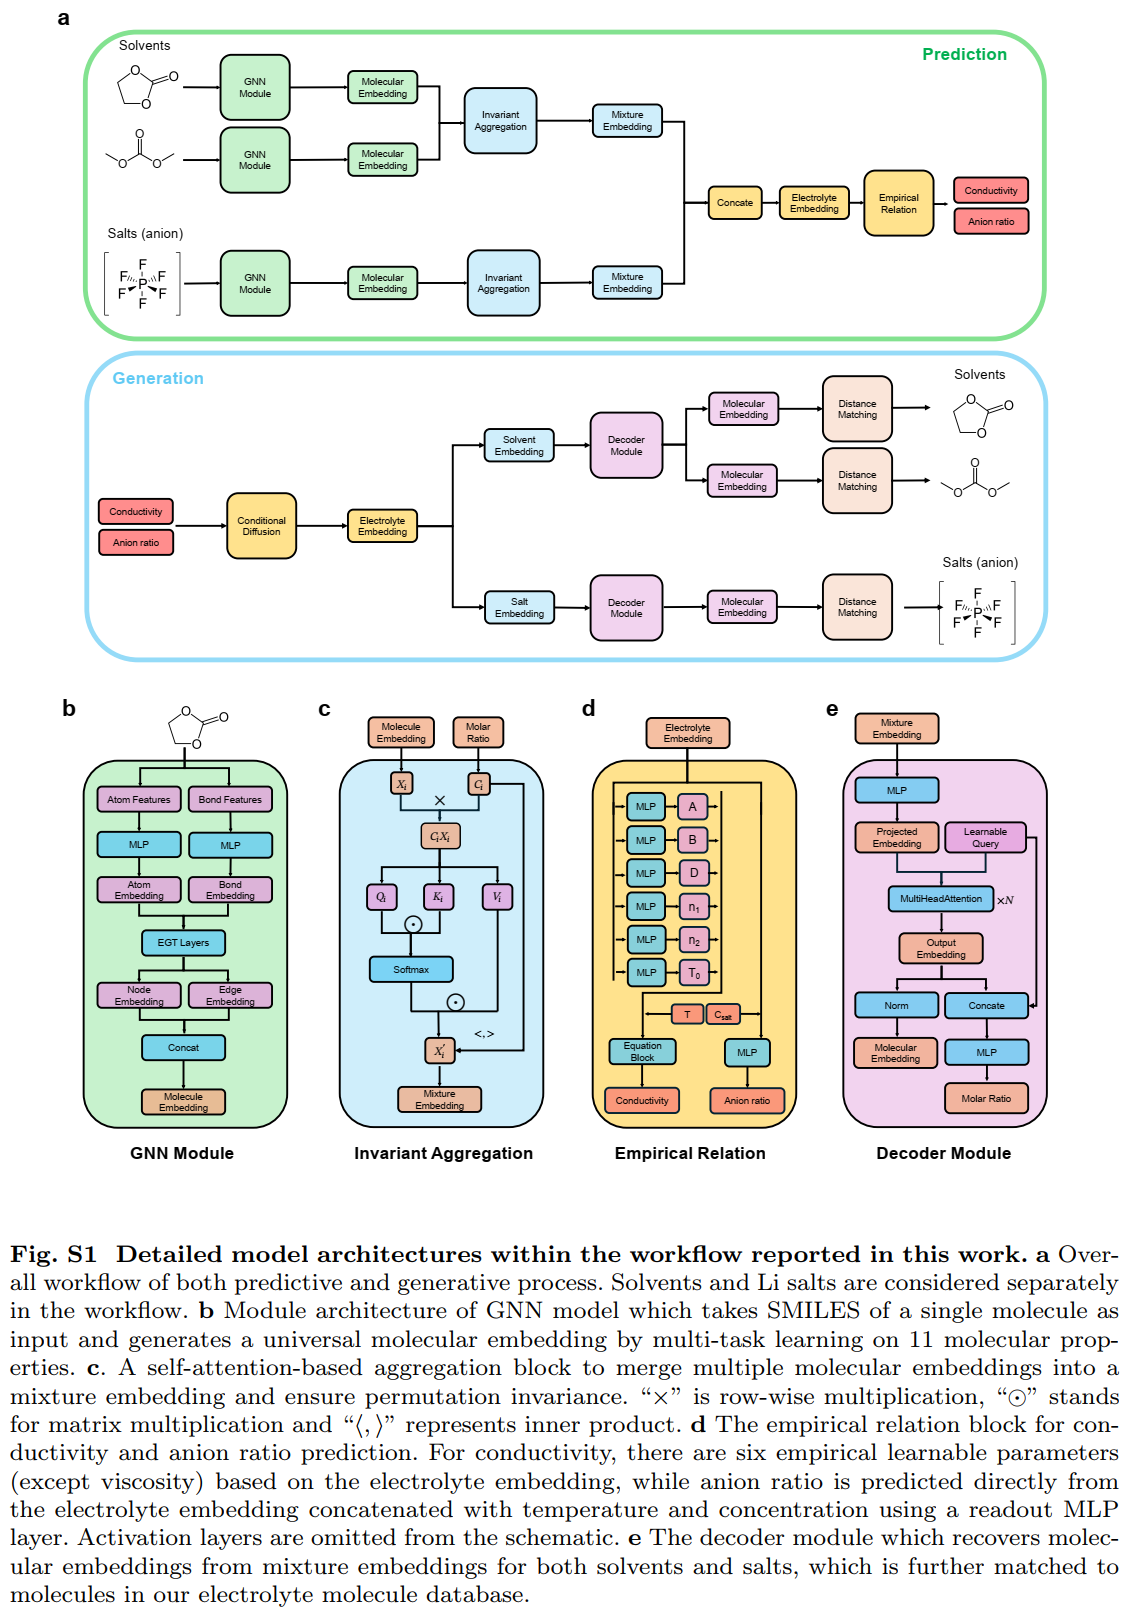 a
Prediction
Solvents
GNN
Module
Molecular
Embedding
GNN
Module
Molecular
Embedding
Invariant
Aggregation
Mixture
Embedding
O
O
O
O
O
O
Salts (anion)
F
F
F
P
F
F
F
GNN
Module
Molecular
Embedding
Invariant
Aggregation
Mixture
Embedding
Concate
Electrolyte
Embedding
Empirical
Relation
Conductivity
Anion ratio
Generation
Conductivity
Anion ratio
Conditional
Diffusion
Electrolyte
Embedding
Solvent
Embedding
Decoder
Module
Molecular
Embedding
Distance
Matching
Molecular
Embedding
Distance
Matching
Solvents
O
O
O
O
O
O
Salt
Embedding
Decoder
Module
Molecular
Embedding
Distance
Matching
Salts (anion)
F
F
F
P
F
F
F
b
O
O
O
Atom Features
Bond Features
MLP
MLP
Atom
Embedding
Bond
Embedding
EGT Layers
Node
Embedding
Edge
Embedding
Concat
Molecule
Embedding
GNN Module
c
Molecule
Embedding
Molar
Ratio
Xi
Ci
×
CiXi
Qi
Ki
Vi
⊙
Softmax
⊙
<,>
Xi′
Mixture
Embedding
Invariant Aggregation
d
Electrolyte
Embedding
MLP A
MLP B
MLP D
MLP n1
MLP n2
MLP T0
T Csalt
Equation
Block
MLP
Conductivity
Anion ratio
Empirical Relation
e
Mixture
Embedding
MLP
Projected
Embedding
Learnable
Query
MultiHeadAttention ×N
Output
Embedding
Norm
Concate
Molecular
Embedding
MLP
Molar Ratio
Decoder Module
Fig. S1 Detailed model architectures within the workflow reported in this work. a Over-
all workflow of both predictive and generative process. Solvents and Li salts are considered separately
in the workflow. b Module architecture of GNN model which takes SMILES of a single molecule as
input and generates a universal molecular embedding by multi-task learning on 11 molecular prop-
erties. c. A self-attention-based aggregation block to merge multiple molecular embeddings into a
mixture embedding and ensure permutation invariance. “×” is row-wise multiplication, “⊙” stands
for matrix multiplication and “⟨, ⟩” represents inner product. d The empirical relation block for con-
ductivity and anion ratio prediction. For conductivity, there are six empirical learnable parameters
(except viscosity) based on the electrolyte embedding, while anion ratio is predicted directly from
the electrolyte embedding concatenated with temperature and concentration using a readout MLP
layer. Activation layers are omitted from the schematic. e The decoder module which recovers molec-
ular embeddings from mixture embeddings for both solvents and salts, which is further matched to
molecules in our electrolyte molecule database.